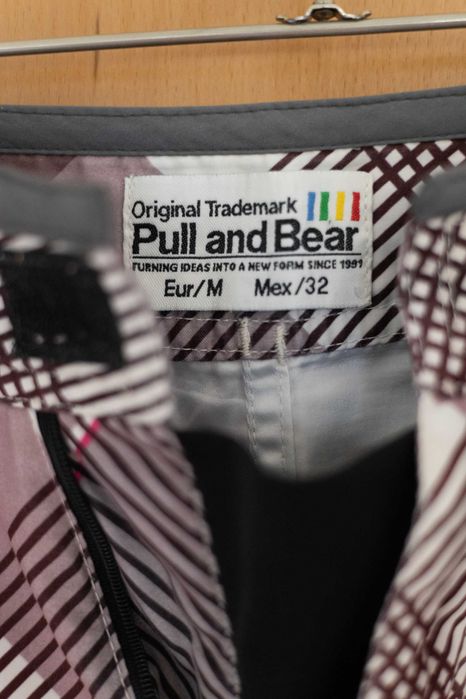 Original Trademark
Pull and Bear
TURNING IDEAS INTO A NEW FORM SINCE 1991
Eur/M Mex/32